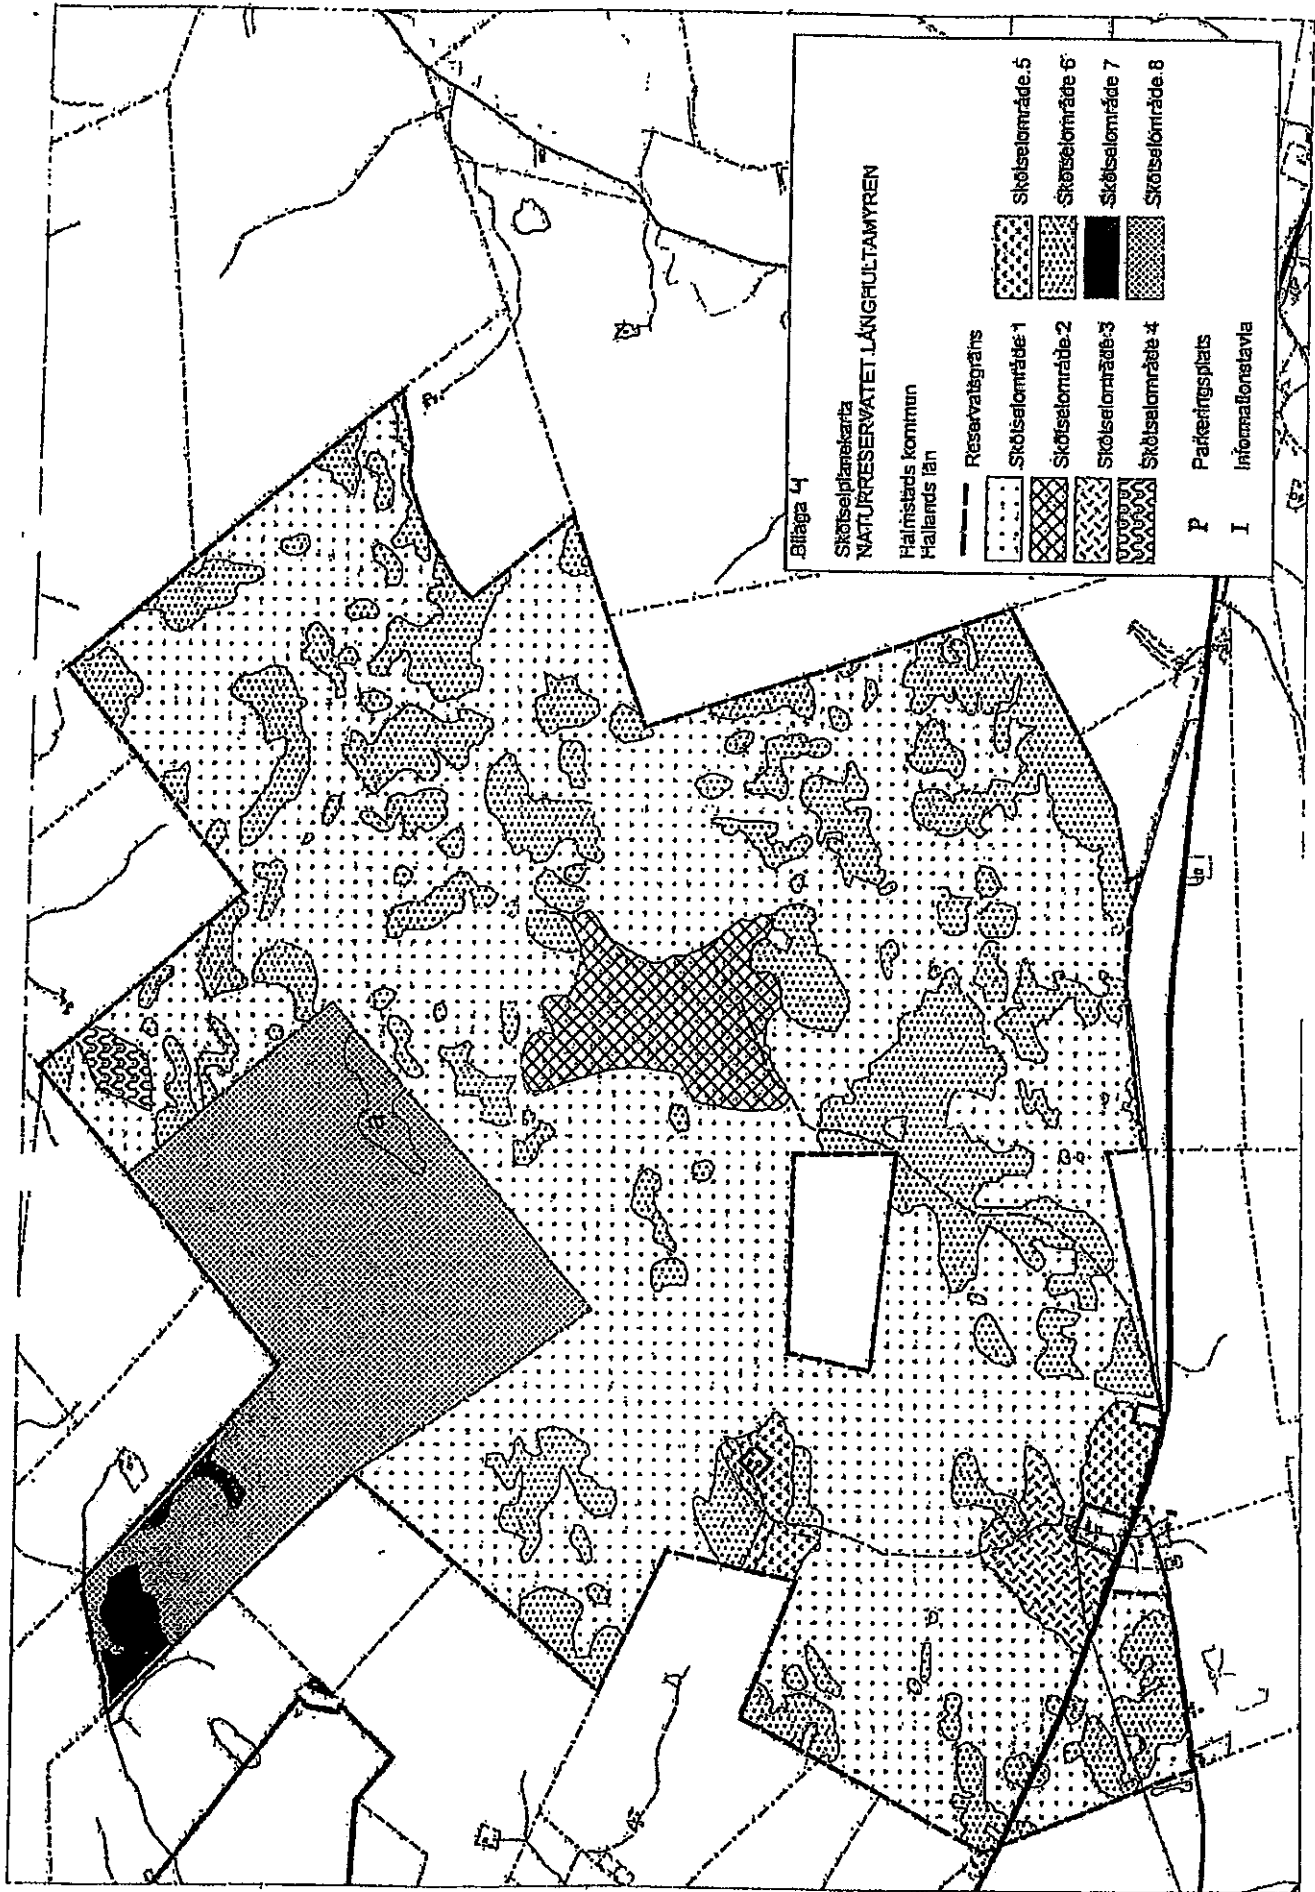 Bilaga 4
Skötselplanekarta
NATURRESERVATET LÅNGHULTAMYREN
Halmstads kommun
Hallands län
Reservatsgräns
Skötselområde 1
Skötselområde 2
Skötselområde 3
Skötselområde 4
Skötselområde 5
Skötselområde 6
Skötselområde 7
Skötselområde 8
P Parkeringsplats
I Informationstavla